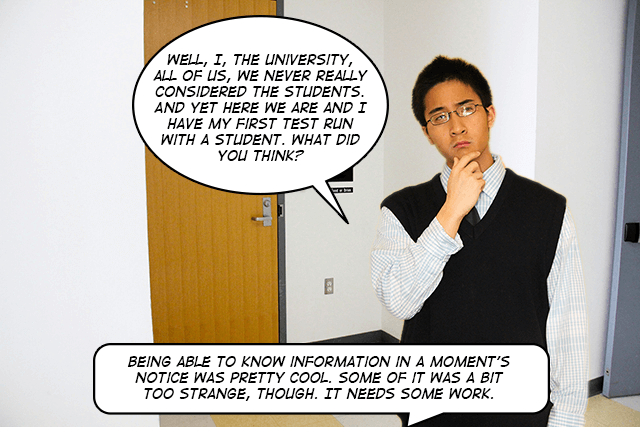 WELL, I, THE UNIVERSITY,
ALL OF US, WE NEVER REALLY
CONSIDERED THE STUDENTS.
AND YET HERE WE ARE AND I
HAVE MY FIRST TEST RUN
WITH A STUDENT. WHAT DID
YOU THINK?
BEING ABLE TO KNOW INFORMATION IN A MOMENT'S
NOTICE WAS PRETTY COOL. SOME OF IT WAS A BIT
TOO STRANGE, THOUGH. IT NEEDS SOME WORK.